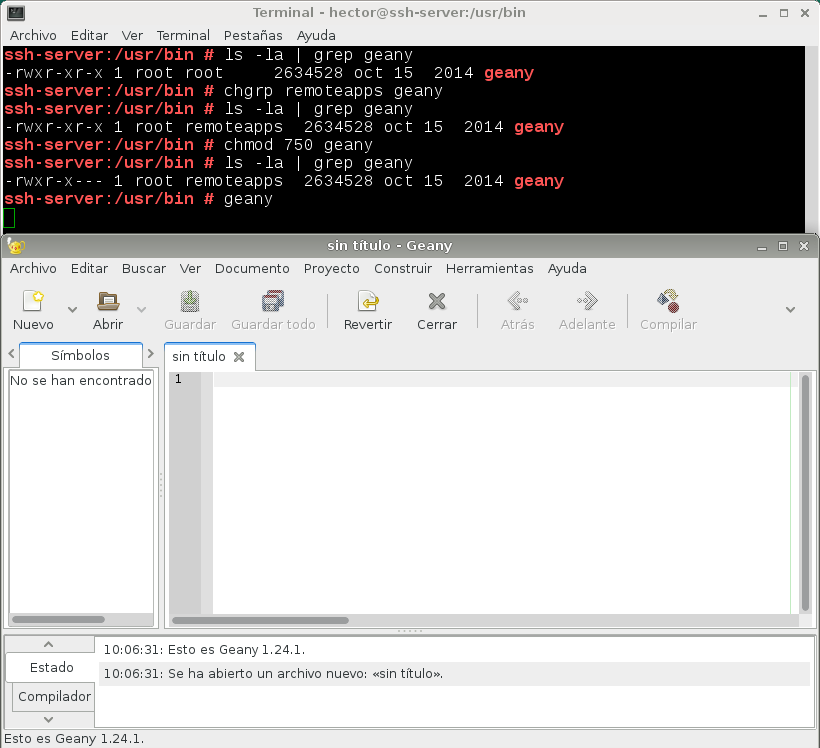 Terminal - hector@ssh-server:/usr/bin
Archivo Editar Ver Terminal Pestañas Ayuda
ssh-server:/usr/bin # ls -la | grep geany
-rwxr-xr-x 1 root root     2634528 oct 15  2014 geany
ssh-server:/usr/bin # chgrp remoteapps geany
ssh-server:/usr/bin # ls -la | grep geany
-rwxr-xr-x 1 root remoteapps  2634528 oct 15  2014 geany
ssh-server:/usr/bin # chmod 750 geany
ssh-server:/usr/bin # ls -la | grep geany
-rwxr-x--- 1 root remoteapps  2634528 oct 15  2014 geany
ssh-server:/usr/bin # geany
sin título - Geany
Archivo Editar Buscar Ver Documento Proyecto Construir Herramientas Ayuda
Nuevo Abrir Guardar Guardar todo Revertir Cerrar Atrás Adelante Compilar
Símbolos sin título
No se han encontrado
1
10:06:31: Esto es Geany 1.24.1.
Estado
10:06:31: Se ha abierto un archivo nuevo: «sin título».
Compilador
Esto es Geany 1.24.1.